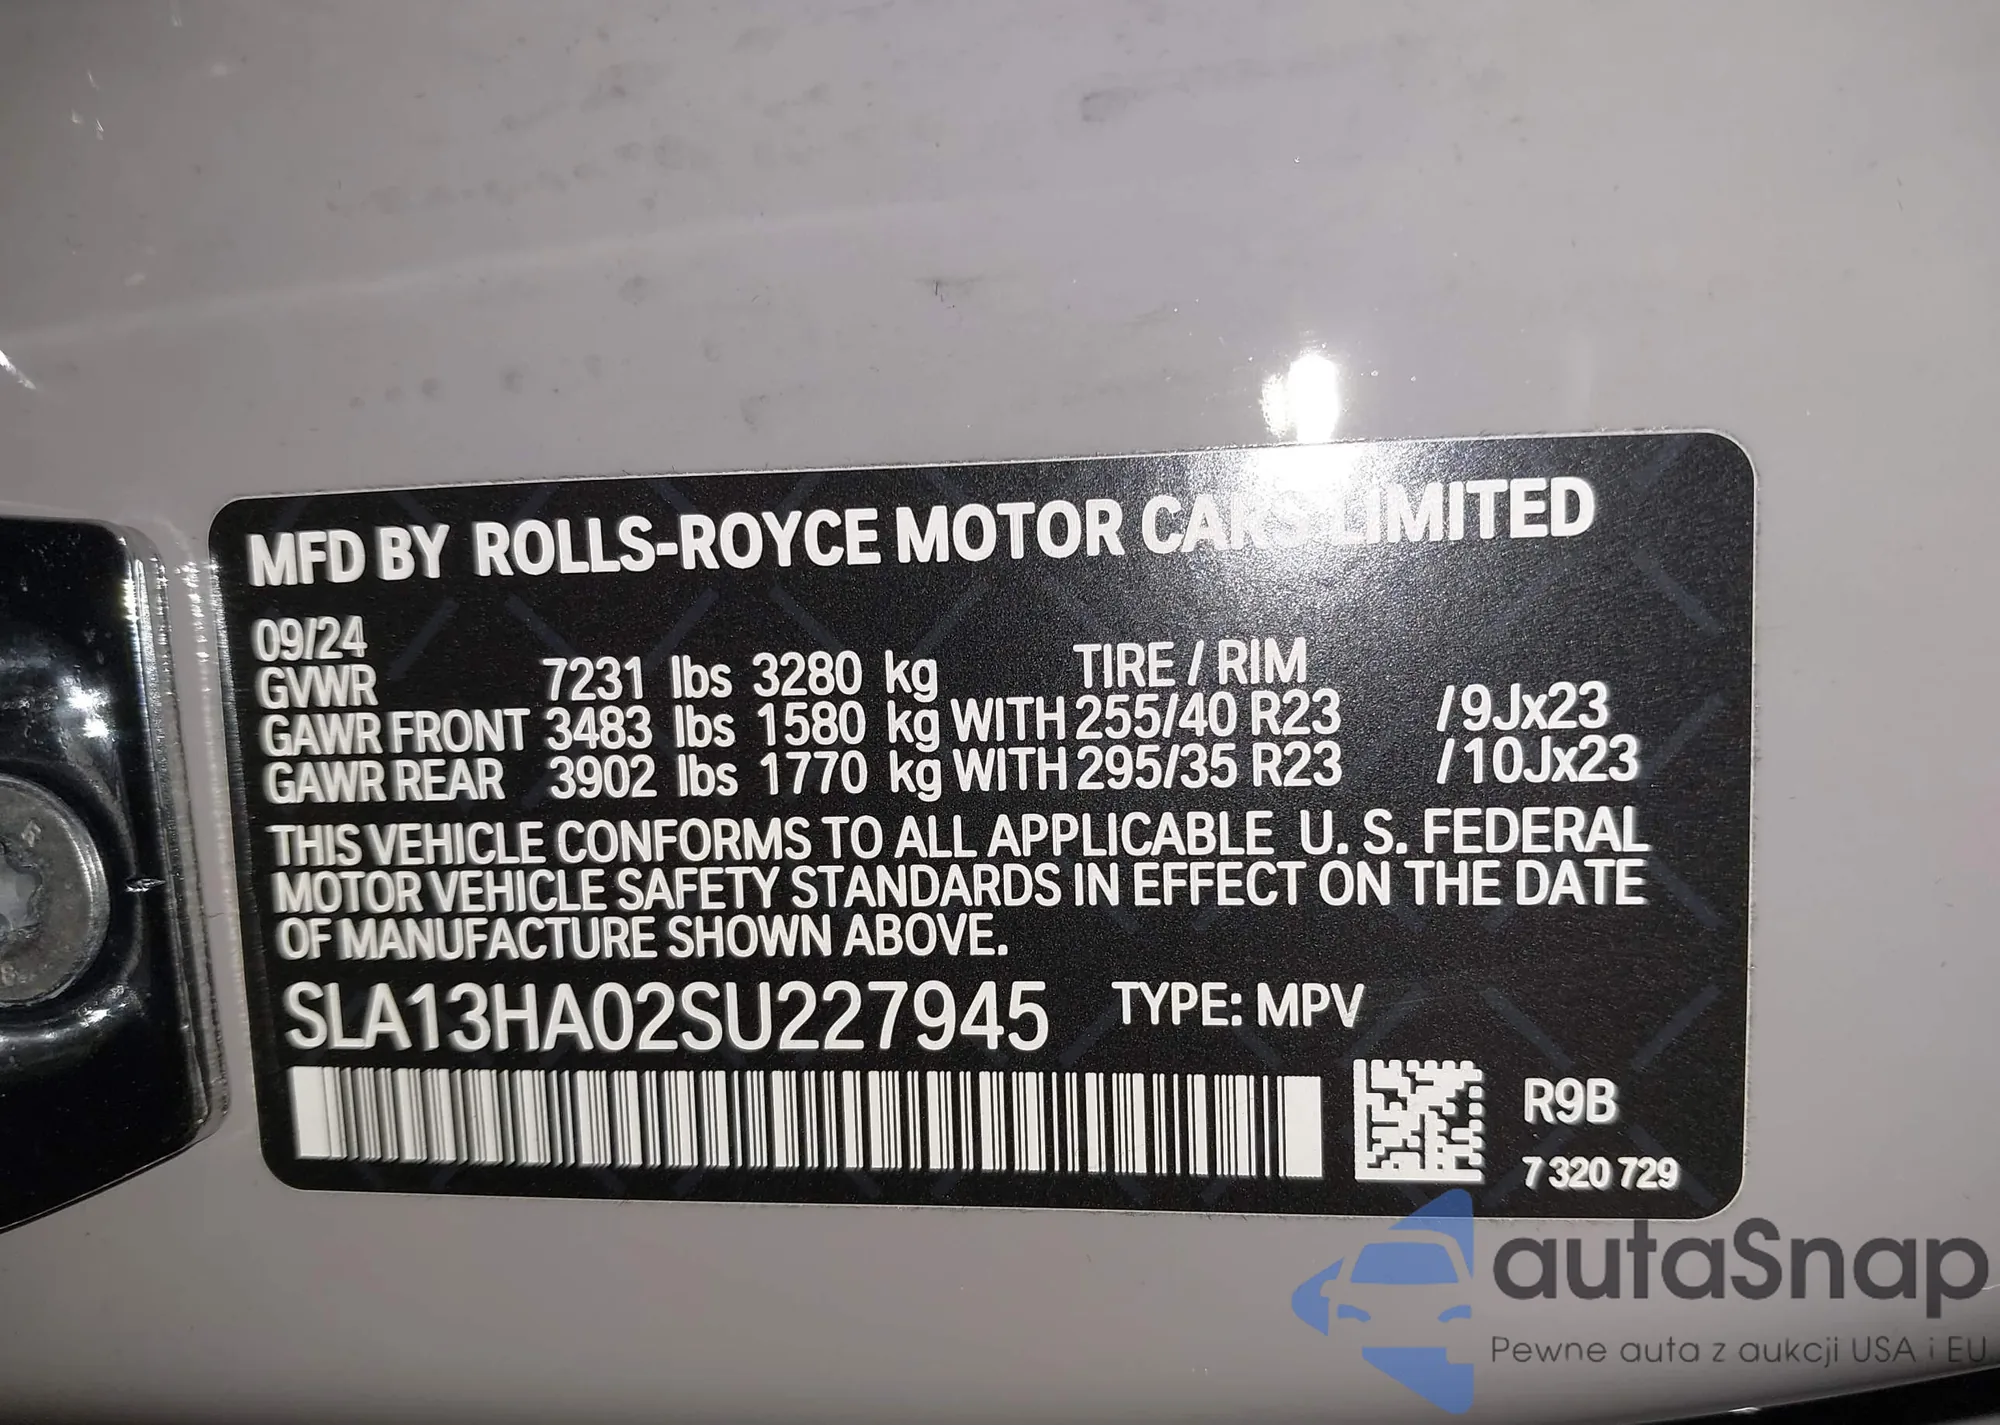 MFD BY ROLLS-ROYCE MOTOR CARS LIMITED
09/24
GVWR 7231 lbs 3280 kg TIRE / RIM
GAWR FRONT 3483 lbs 1580 kg WITH 255/40 R23 /9Jx23
GAWR REAR 3902 lbs 1770 kg WITH 295/35 R23 /10Jx23
THIS VEHICLE CONFORMS TO ALL APPLICABLE U. S. FEDERAL
MOTOR VEHICLE SAFETY STANDARDS IN EFFECT ON THE DATE
OF MANUFACTURE SHOWN ABOVE.
SLA13HA02SU227945 TYPE: MPV
R9B
7 320 729
autaSnap
Pewne auta z aukcji USA i EU